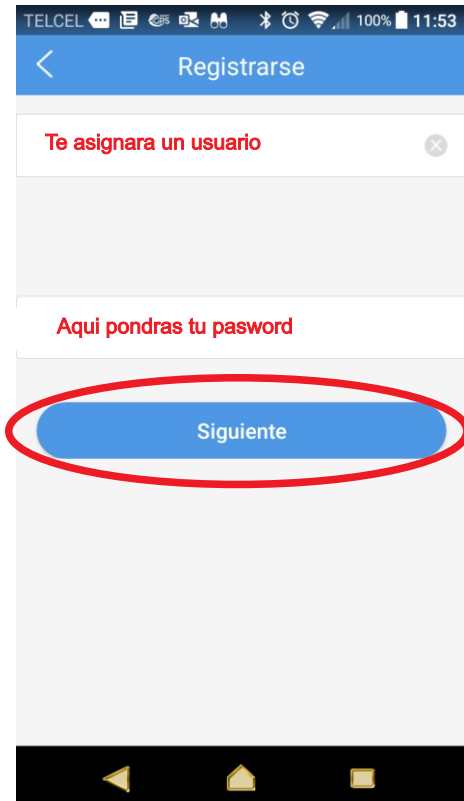 TELCEL 100% 11:53
Registrarse
Te asignara un usuario
Aqui pondras tu pasword
Siguiente